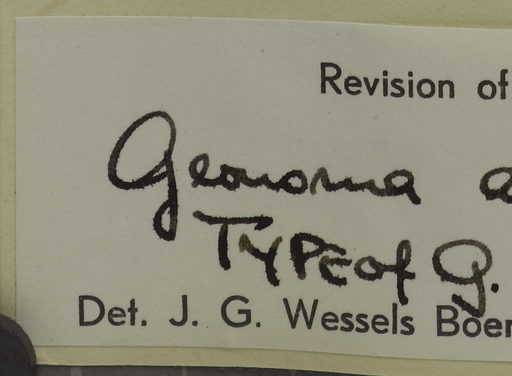 Revision of
Geonoma
TYPE of G.
Det. J. G. Wessels Boer